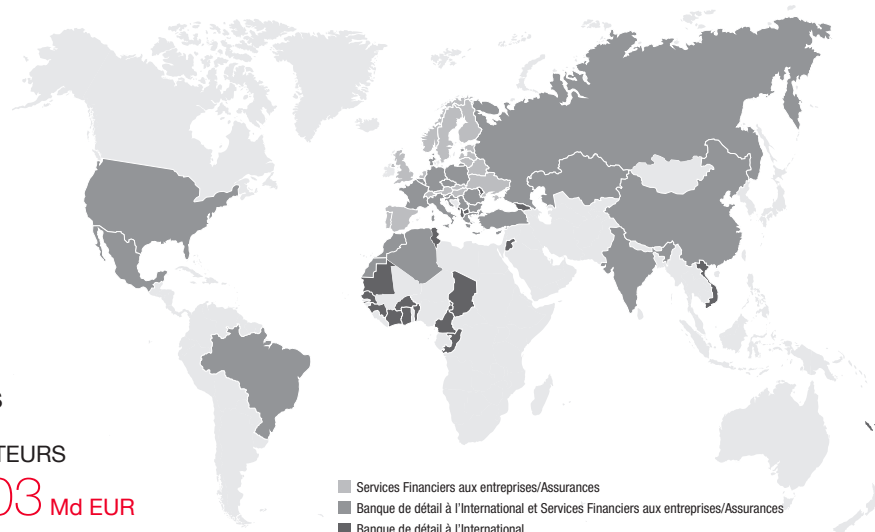 TEURS
03 Md EUR
Services Financiers aux entreprises/Assurances
Banque de détail à l'International et Services Financiers aux entreprises/Assurances
Banque de détail à l'International